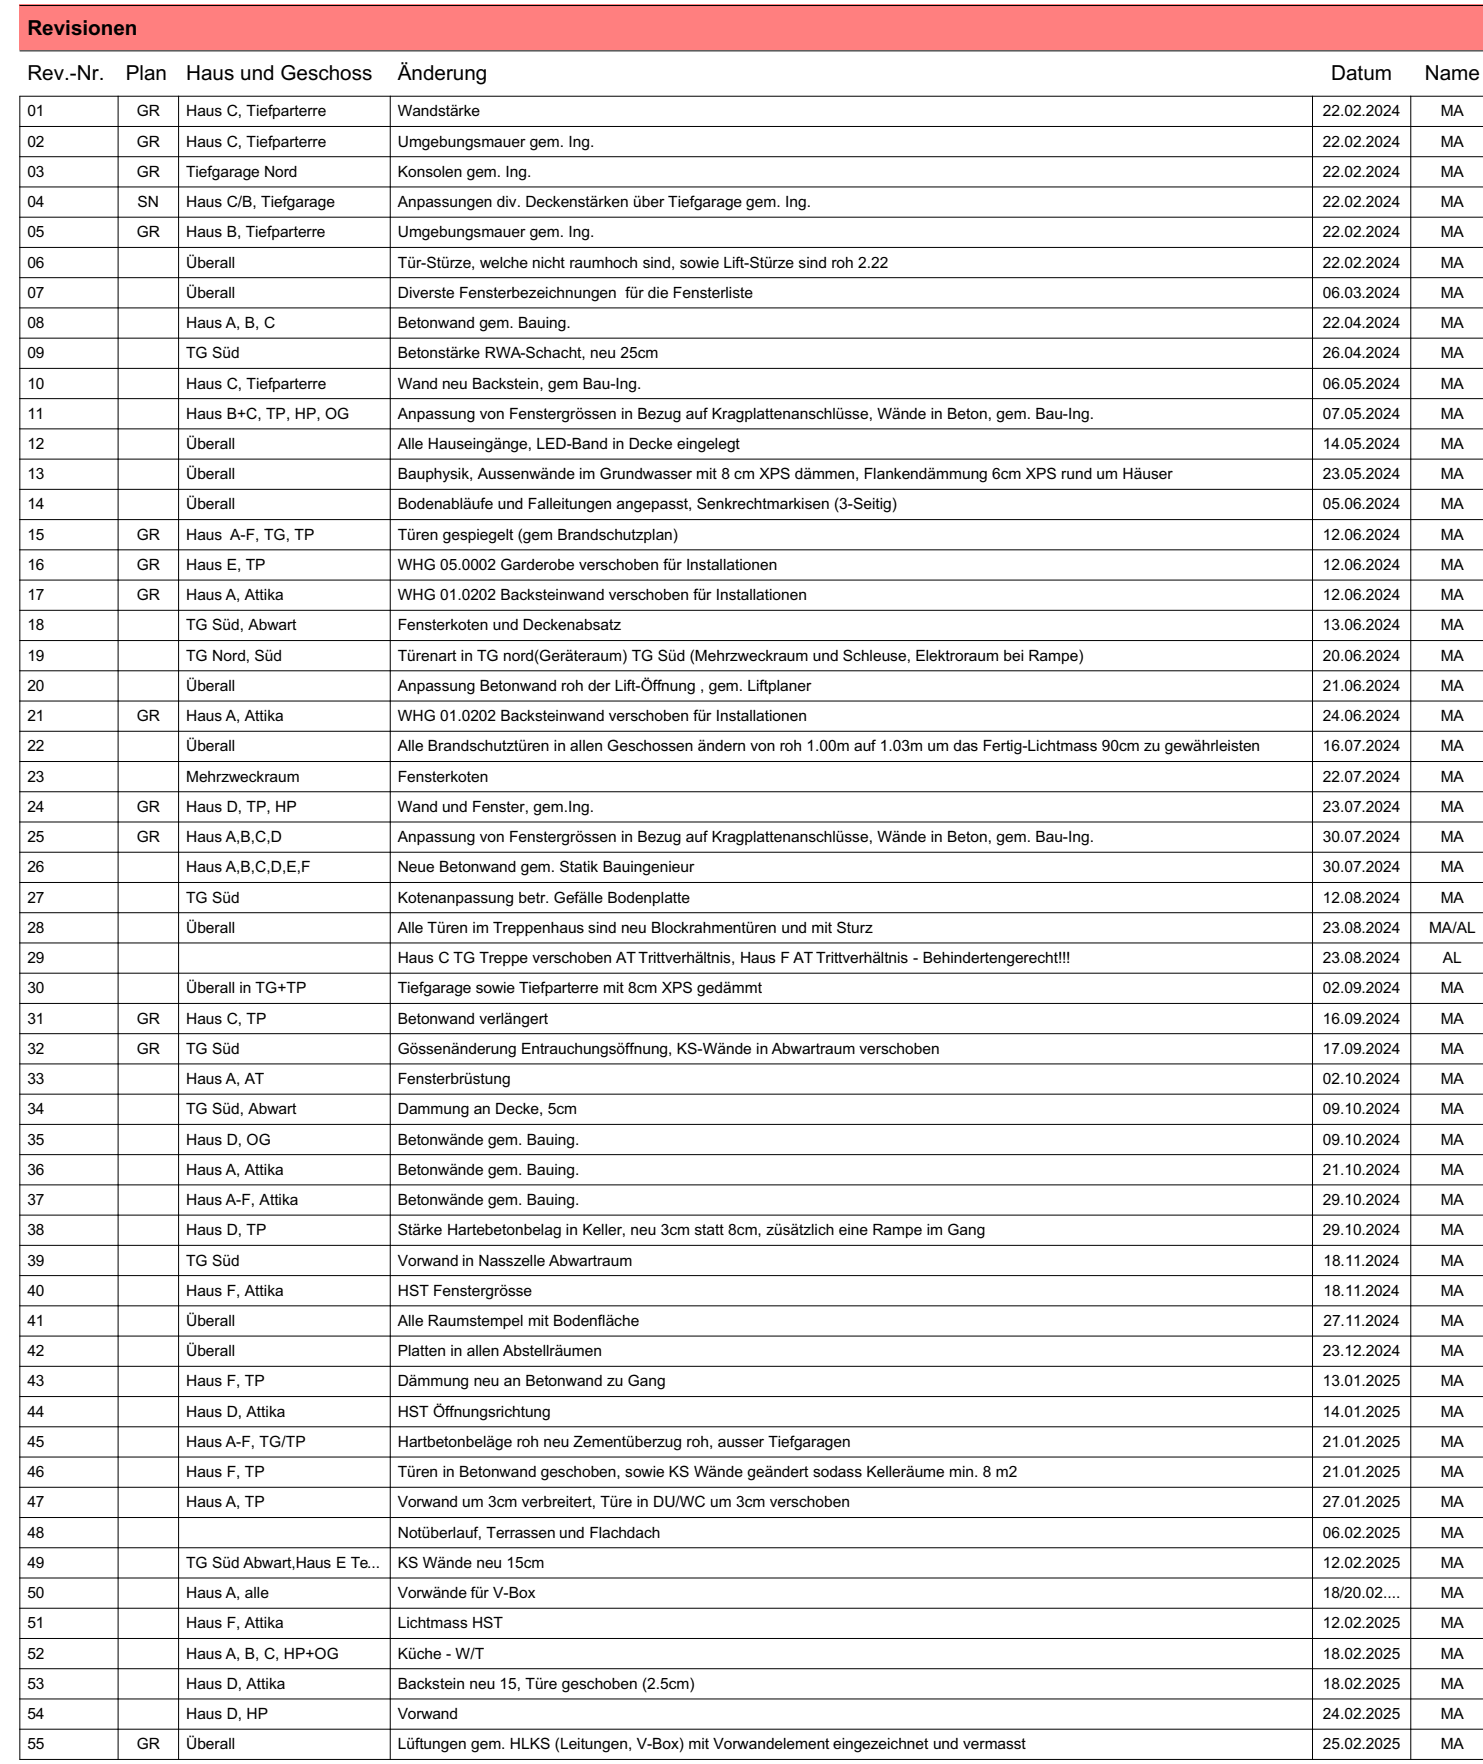 Revisionen
Rev.-Nr. Plan Haus und Geschoss Änderung Datum Name
01 GR Haus C, Tiefparterre Wandstärke 22.02.2024 MA
02 GR Haus C, Tiefparterre Umgebungsmauer gem. Ing. 22.02.2024 MA
03 GR Tiefgarage Nord Konsolen gem. Ing. 22.02.2024 MA
04 SN Haus C/B, Tiefgarage Anpassungen div. Deckenstärken über Tiefgarage gem. Ing. 22.02.2024 MA
05 GR Haus B, Tiefparterre Umgebungsmauer gem. Ing. 22.02.2024 MA
06 Überall Tür-Stürze, welche nicht raumhoch sind, sowie Lift-Stürze sind roh 2.22 22.02.2024 MA
07 Überall Diverste Fensterbezeichnungen für die Fensterliste 06.03.2024 MA
08 Haus A, B, C Betonwand gem. Bauing. 22.04.2024 MA
09 TG Süd Betonstärke RWA-Schacht, neu 25cm 26.04.2024 MA
10 Haus C, Tiefparterre Wand neu Backstein, gem Bau-Ing. 06.05.2024 MA
11 Haus B+C, TP, HP, OG Anpassung von Fenstergrössen in Bezug auf Kragplattenanschlüsse, Wände in Beton, gem. Bau-Ing. 07.05.2024 MA
12 Überall Alle Hauseingänge, LED-Band in Decke eingelegt 14.05.2024 MA
13 Überall Bauphysik, Aussenwände im Grundwasser mit 8 cm XPS dämmen, Flankendämmung 6cm XPS rund um Häuser 23.05.2024 MA
14 Überall Bodenabläufe und Falleitungen angepasst, Senkrechtmarkisen (3-Seitig) 05.06.2024 MA
15 GR Haus A-F, TG, TP Türen gespiegelt (gem Brandschutzplan) 12.06.2024 MA
16 GR Haus E, TP WHG 05.0002 Garderobe verschoben für Installationen 12.06.2024 MA
17 GR Haus A, Attika WHG 01.0202 Backsteinwand verschoben für Installationen 12.06.2024 MA
18 TG Süd, Abwart Fensterkoten und Deckenabsatz 13.06.2024 MA
19 TG Nord, Süd Türenart in TG nord(Geräteraum) TG Süd (Mehrzweckraum und Schleuse, Elektroraum bei Rampe) 20.06.2024 MA
20 Überall Anpassung Betonwand roh der Lift-Öffnung , gem. Liftplaner 21.06.2024 MA
21 GR Haus A, Attika WHG 01.0202 Backsteinwand verschoben für Installationen 24.06.2024 MA
22 Überall Alle Brandschutztüren in allen Geschossen ändern von roh 1.00m auf 1.03m um das Fertig-Lichtmass 90cm zu gewährleisten 16.07.2024 MA
23 Mehrzweckraum Fensterkoten 22.07.2024 MA
24 GR Haus D, TP, HP Wand und Fenster, gem.Ing. 23.07.2024 MA
25 GR Haus A,B,C,D Anpassung von Fenstergrössen in Bezug auf Kragplattenanschlüsse, Wände in Beton, gem. Bau-Ing. 30.07.2024 MA
26 Haus A,B,C,D,E,F Neue Betonwand gem. Statik Bauingenieur 30.07.2024 MA
27 TG Süd Kotenanpassung betr. Gefälle Bodenplatte 12.08.2024 MA
28 Überall Alle Türen im Treppenhaus sind neu Blockrahmentüren und mit Sturz 23.08.2024 MA/AL
29 Haus C TG Treppe verschoben AT Trittverhältnis, Haus F AT Trittverhältnis - Behindertengerecht!!! 23.08.2024 AL
30 Überall in TG+TP Tiefgarage sowie Tiefparterre mit 8cm XPS gedämmt 02.09.2024 MA
31 GR Haus C, TP Betonwand verlängert 16.09.2024 MA
32 GR TG Süd Gössenänderung Entrauchungsöffnung, KS-Wände in Abwartraum verschoben 17.09.2024 MA
33 Haus A, AT Fensterbrüstung 02.10.2024 MA
34 TG Süd, Abwart Dammung an Decke, 5cm 09.10.2024 MA
35 Haus D, OG Betonwände gem. Bauing. 09.10.2024 MA
36 Haus A, Attika Betonwände gem. Bauing. 21.10.2024 MA
37 Haus A-F, Attika Betonwände gem. Bauing. 29.10.2024 MA
38 Haus D, TP Stärke Hartebetonbelag in Keller, neu 3cm statt 8cm, züsätzlich eine Rampe im Gang 29.10.2024 MA
39 TG Süd Vorwand in Nasszelle Abwartraum 18.11.2024 MA
40 Haus F, Attika HST Fenstergrösse 18.11.2024 MA
41 Überall Alle Raumstempel mit Bodenfläche 27.11.2024 MA
42 Überall Platten in allen Abstellräumen 23.12.2024 MA
43 Haus F, TP Dämmung neu an Betonwand zu Gang 13.01.2025 MA
44 Haus D, Attika HST Öffnungsrichtung 14.01.2025 MA
45 Haus A-F, TG/TP Hartbetonbeläge roh neu Zementüberzug roh, ausser Tiefgaragen 21.01.2025 MA
46 Haus F, TP Türen in Betonwand geschoben, sowie KS Wände geändert sodass Kelleräume min. 8 m2 21.01.2025 MA
47 Haus A, TP Vorwand um 3cm verbreitert, Türe in DU/WC um 3cm verschoben 27.01.2025 MA
48 Notüberlauf, Terrassen und Flachdach 06.02.2025 MA
49 TG Süd Abwart,Haus E Te... KS Wände neu 15cm 12.02.2025 MA
50 Haus A, alle Vorwände für V-Box 18/20.02.... MA
51 Haus F, Attika Lichtmass HST 12.02.2025 MA
52 Haus A, B, C, HP+OG Küche - W/T 18.02.2025 MA
53 Haus D, Attika Backstein neu 15, Türe geschoben (2.5cm) 18.02.2025 MA
54 Haus D, HP Vorwand 24.02.2025 MA
55 GR Überall Lüftungen gem. HLKS (Leitungen, V-Box) mit Vorwandelement eingezeichnet und vermasst 25.02.2025 MA